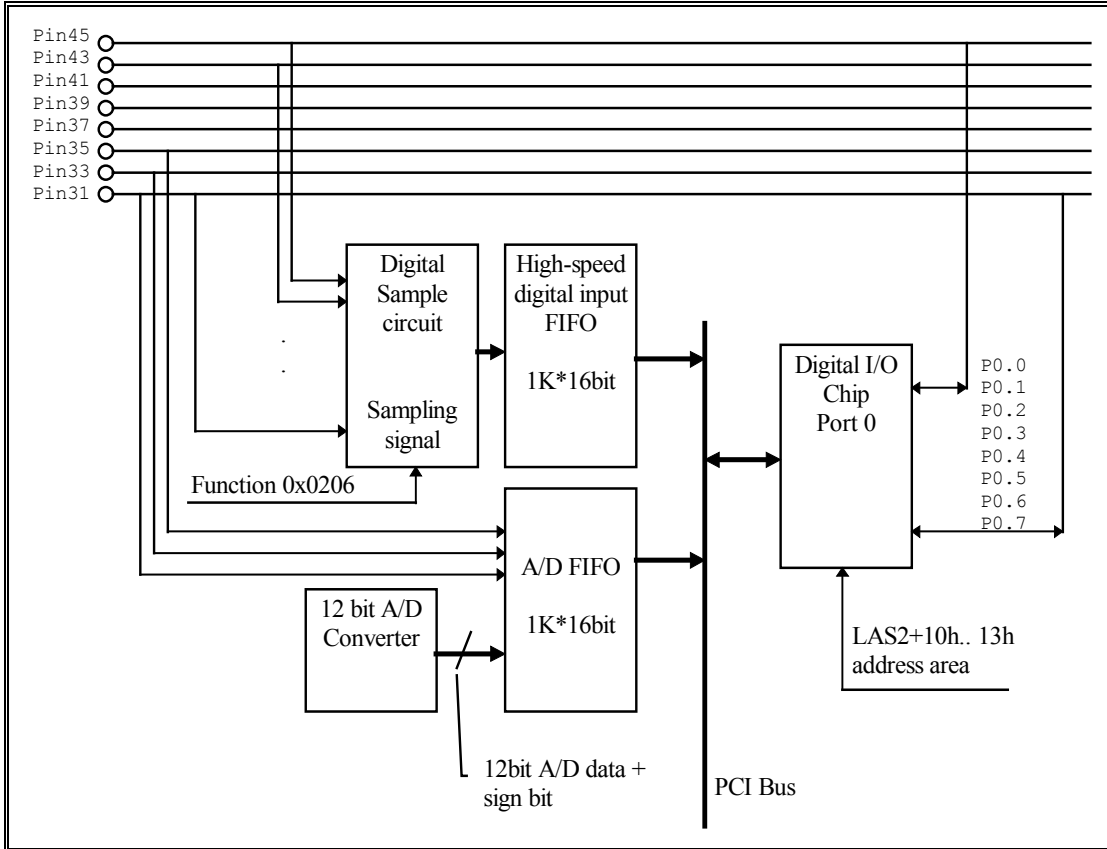 Pin45
Pin43
Pin41
Pin39
Pin37
Pin35
Pin33
Pin31
Digital
Sample
circuit
Sampling
signal
High-speed
digital input
FIFO
1K*16bit
Digital I/O
Chip
Port 0
P0.0
P0.1
P0.2
P0.3
P0.4
P0.5
P0.6
P0.7
Function 0x0206
A/D FIFO
1K*16bit
12 bit A/D
Converter
LAS2+10h.. 13h
address area
12bit A/D data +
sign bit
PCI Bus